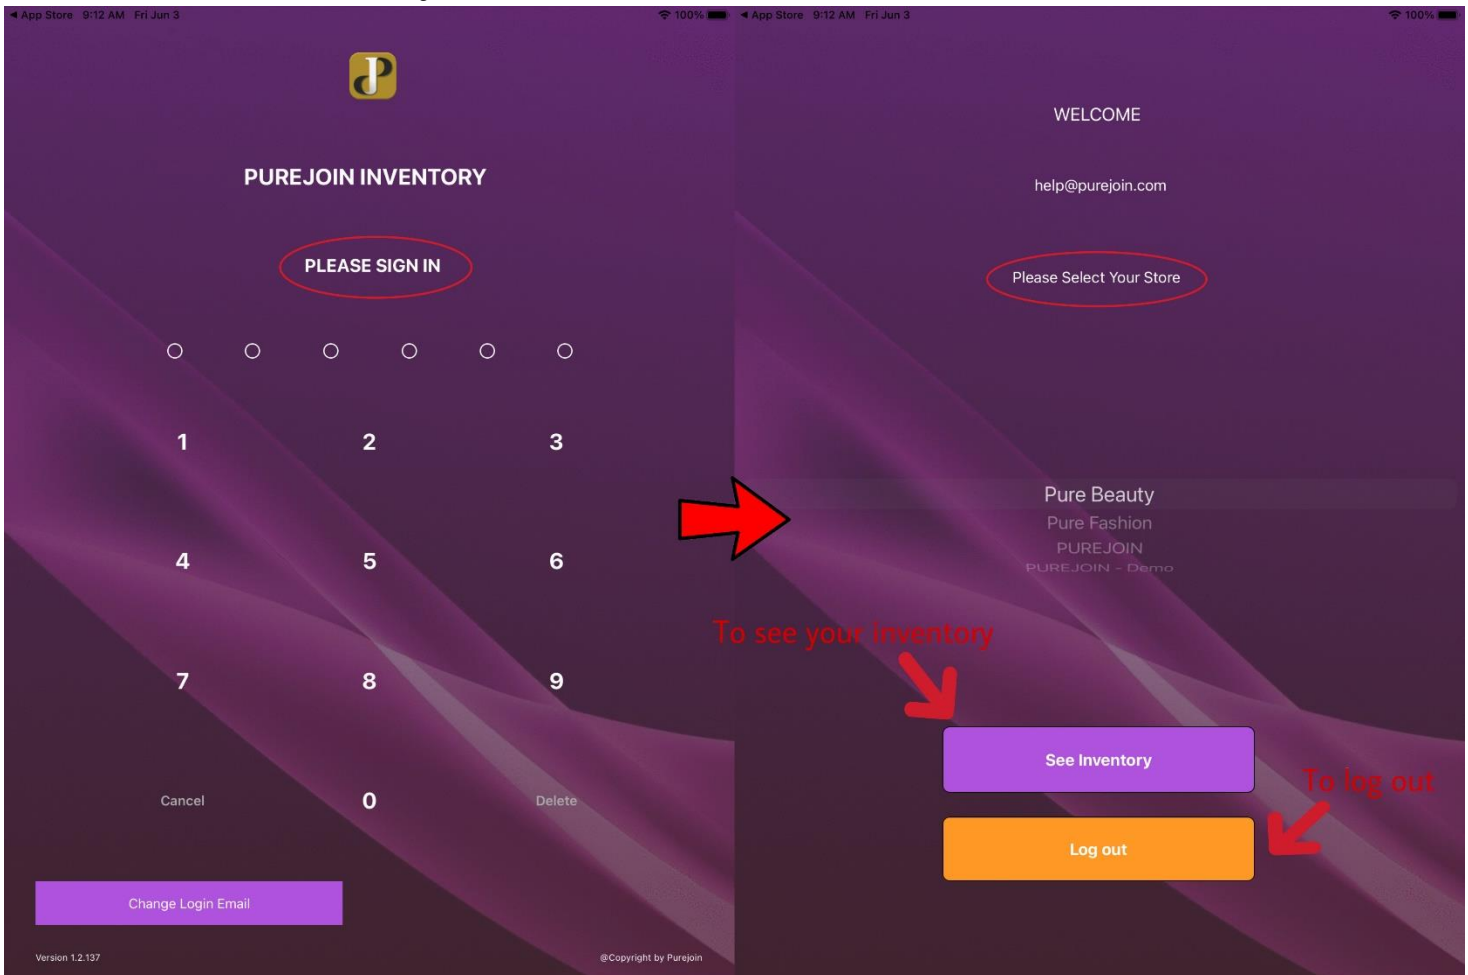 App Store 9:12 AM Fri Jun 3 100%
PUREJOIN INVENTORY
PLEASE SIGN IN
1 2 3
4 5 6
7 8 9
Cancel 0 Delete
Change Login Email
Version 1.2.137 @Copyright by Purejoin
App Store 9:12 AM Fri Jun 3 100%
WELCOME
help@purejoin.com
Please Select Your Store
Pure Beauty
Pure Fashion
PUREJOIN
PUREJOIN - Demo
To see your inventory
See Inventory
To log out
Log out